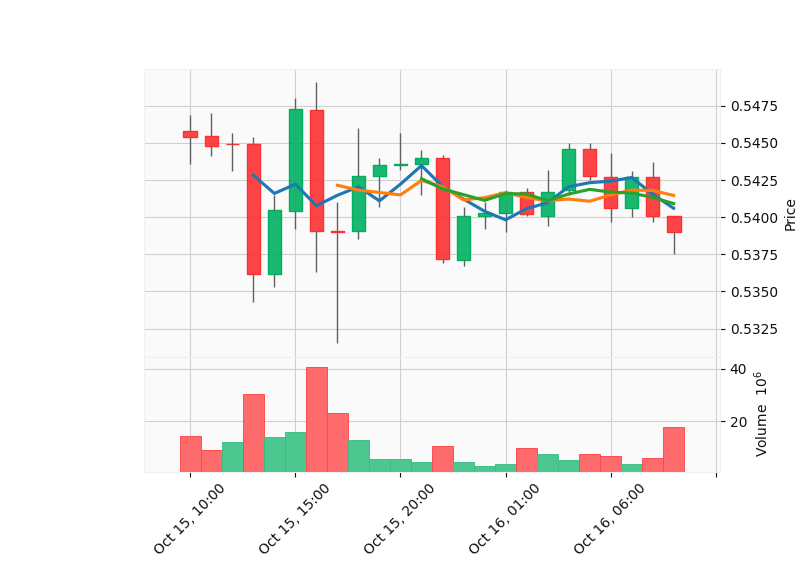 0.5475
0.5450
0.5425
0.5400
0.5375
0.5350
0.5325
Price
40
20
Volume 10⁶
Oct 15, 10:00
Oct 15, 15:00
Oct 15, 20:00
Oct 16, 01:00
Oct 16, 06:00